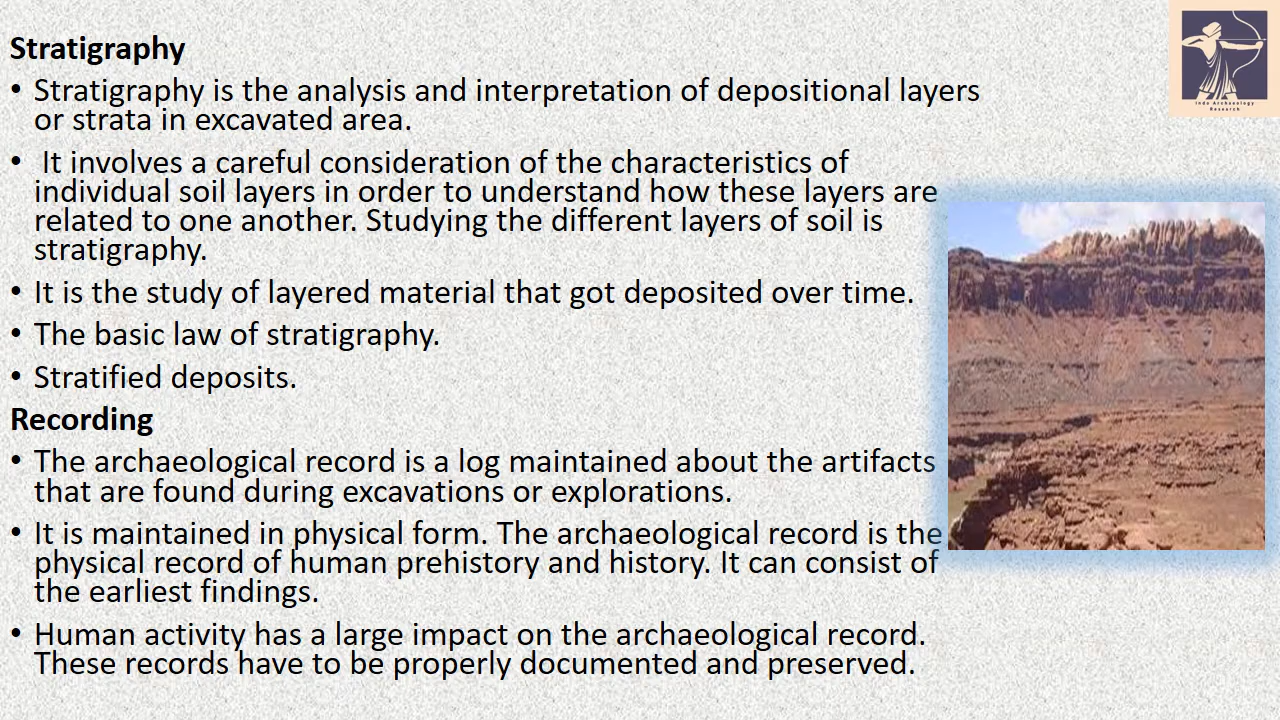 Stratigraphy
• Stratigraphy is the analysis and interpretation of depositional layers
or strata in excavated area.
• It involves a careful consideration of the characteristics of
individual soil layers in order to understand how these layers are
related to one another. Studying the different layers of soil is
stratigraphy.
• It is the study of layered material that got deposited over time.
• The basic law of stratigraphy.
• Stratified deposits.
Recording
• The archaeological record is a log maintained about the artifacts
that are found during excavations or explorations.
• It is maintained in physical form. The archaeological record is the
physical record of human prehistory and history. It can consist of
the earliest findings.
• Human activity has a large impact on the archaeological record.
These records have to be properly documented and preserved.
Indo Archaeology
Research